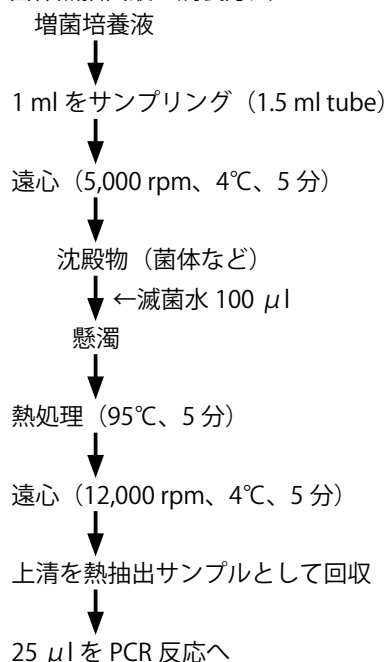 増菌培養液
1 ml をサンプリング（1.5 ml tube）
遠心（5,000 rpm、4℃、5 分）
沈殿物（菌体など）
←滅菌水 100 μl
懸濁
熱処理（95℃、5 分）
遠心（12,000 rpm、4℃、5 分）
上清を熱抽出サンプルとして回収
25 μl を PCR 反応へ